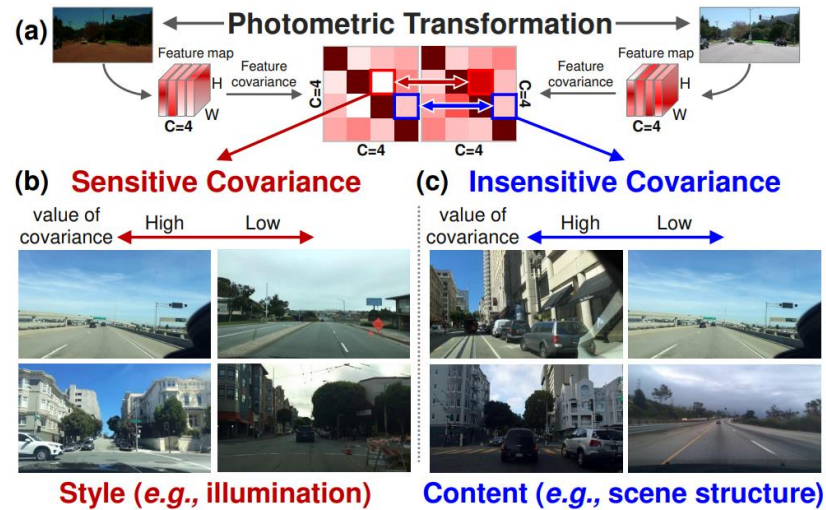 Photometric Transformation
(a)
Feature map
Feature
covariance
H
W
C=4
C=4
C=4
C=4
C=4
Feature
covariance
Feature map
H
W
C=4
(b) Sensitive Covariance
value of
covariance
High
Low
Style (e.g., illumination)
(c) Insensitive Covariance
value of
covariance
High
Low
Content (e.g., scene structure)